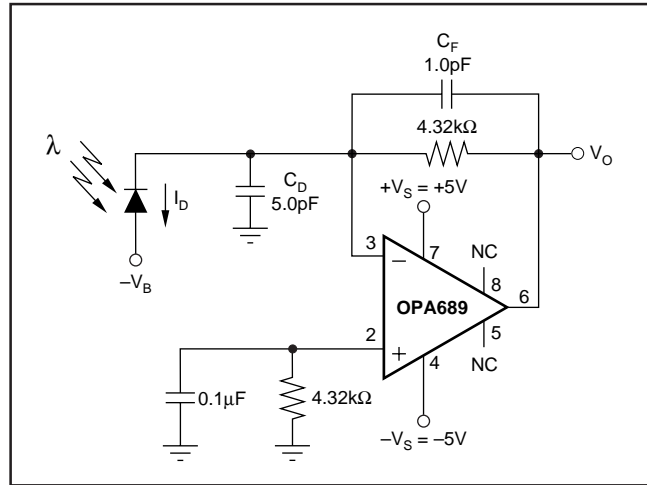 C_F
1.0pF
4.32kΩ
V_O
λ
I_D
C_D
5.0pF
+V_S = +5V
–V_B
3
7
NC
8
–
OPA689
6
2
5
+
4
NC
0.1μF
4.32kΩ
–V_S = –5V